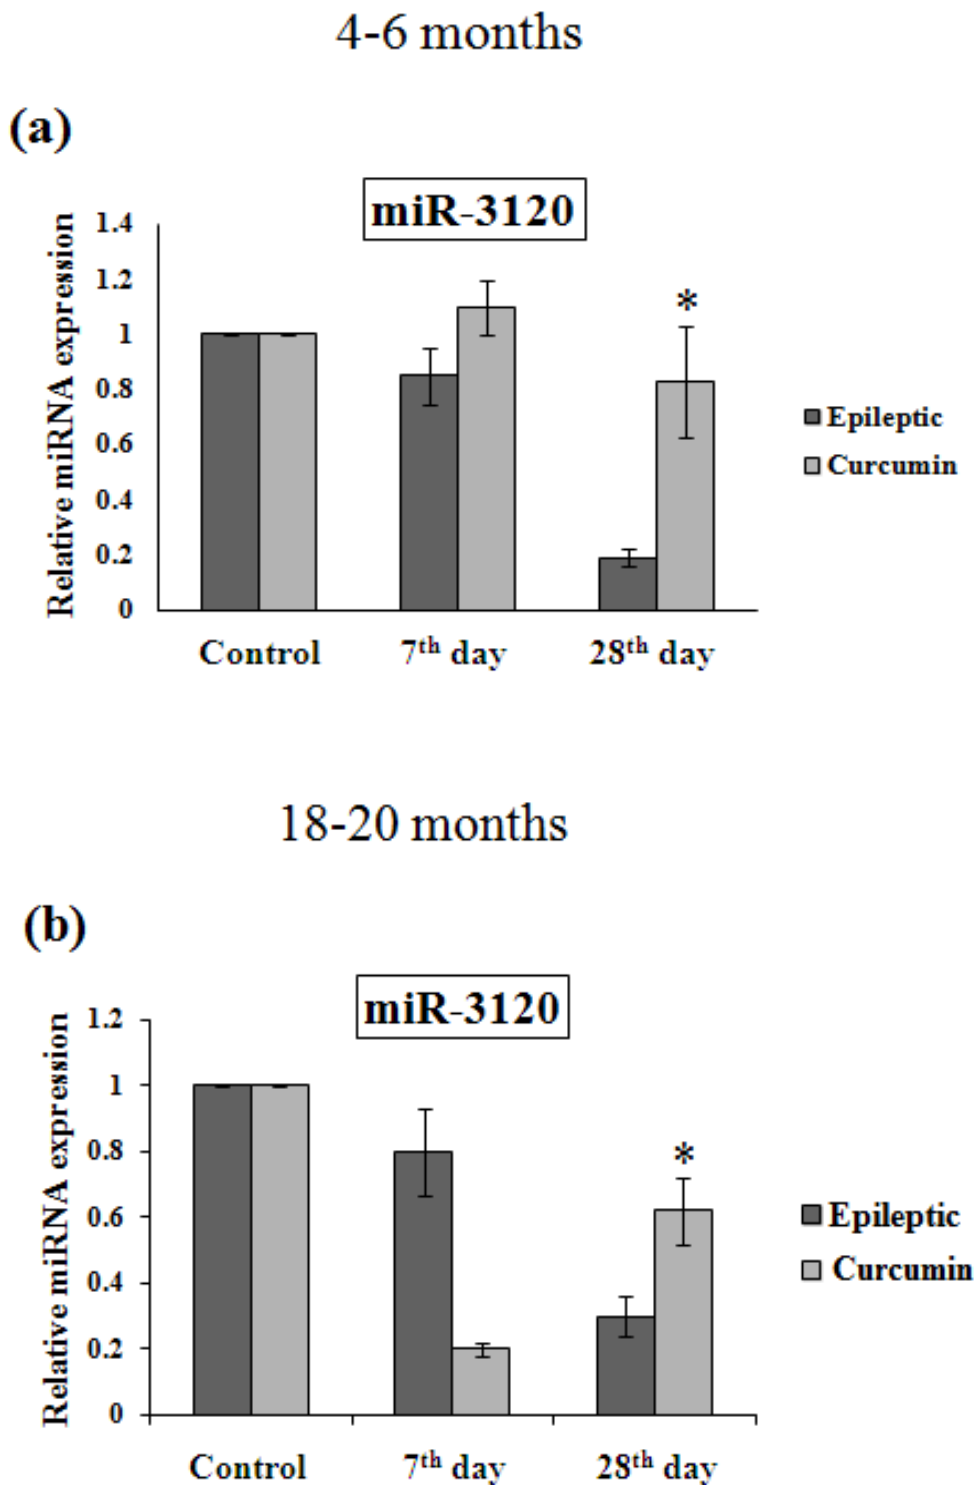 4-6 months
(a)
miR-3120
Relative miRNA expression
1.4
1.2
1
0.8
0.6
0.4
0.2
0
Control 7th day 28th day
*
Epileptic
Curcumin
18-20 months
(b)
miR-3120
Relative miRNA expression
1.2
1
0.8
0.6
0.4
0.2
0
Control 7th day 28th day
*
Epileptic
Curcumin